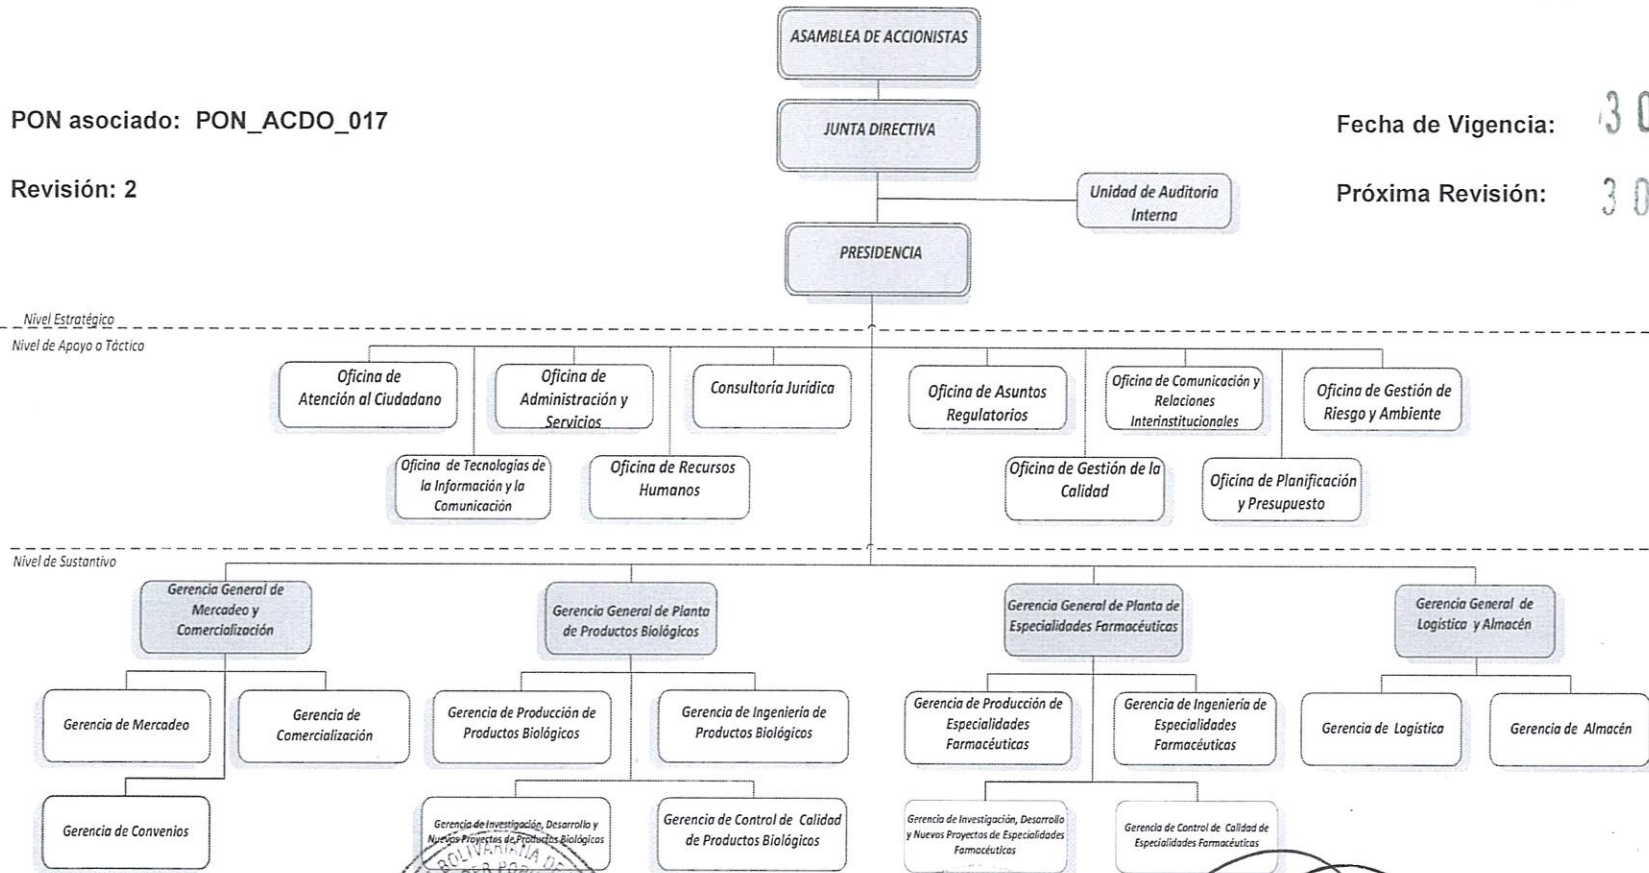 ASAMBLEA DE ACCIONISTAS
PON asociado: PON_ACDO_017
JUNTA DIRECTIVA
Fecha de Vigencia: 30
Revisión: 2
Unidad de Auditoria
Interna
Próxima Revisión: 30
PRESIDENCIA
Nivel Estratégico
Nivel de Apoyo o Táctico
Oficina de
Atención al Ciudadano
Oficina de
Administración y
Servicios
Consultoría Jurídica
Oficina de Asuntos
Regulatorios
Oficina de Comunicación y
Relaciones
Interinstitucionales
Oficina de Gestión de
Riesgo y Ambiente
Oficina de Tecnologías de
la Información y la
Comunicación
Oficina de Recursos
Humanos
Oficina de Gestión de la
Calidad
Oficina de Planificación
y Presupuesto
Nivel de Sustantivo
Gerencia General de
Mercadeo y
Comercialización
Gerencia General de Planta
de Productos Biológicos
Gerencia General de Planta de
Especialidades Farmacéuticas
Gerencia General de
Logística y Almacén
Gerencia de Mercadeo
Gerencia de
Comercialización
Gerencia de Producción de
Productos Biológicos
Gerencia de Ingeniería de
Productos Biológicos
Gerencia de Producción de
Especialidades
Farmacéuticas
Gerencia de Ingeniería de
Especialidades
Farmacéuticas
Gerencia de Logística
Gerencia de Almacén
Gerencia de Convenios
Gerencia de Investigación, Desarrollo y
Nuevos Proyectos de Productos Biológicos
Gerencia de Control de Calidad
de Productos Biológicos
Gerencia de Investigación, Desarrollo
y Nuevos Proyectos de Especialidades
Farmacéuticas
Gerencia de Control de Calidad de
Especialidades Farmacéuticas
BOLIVARIANA DE